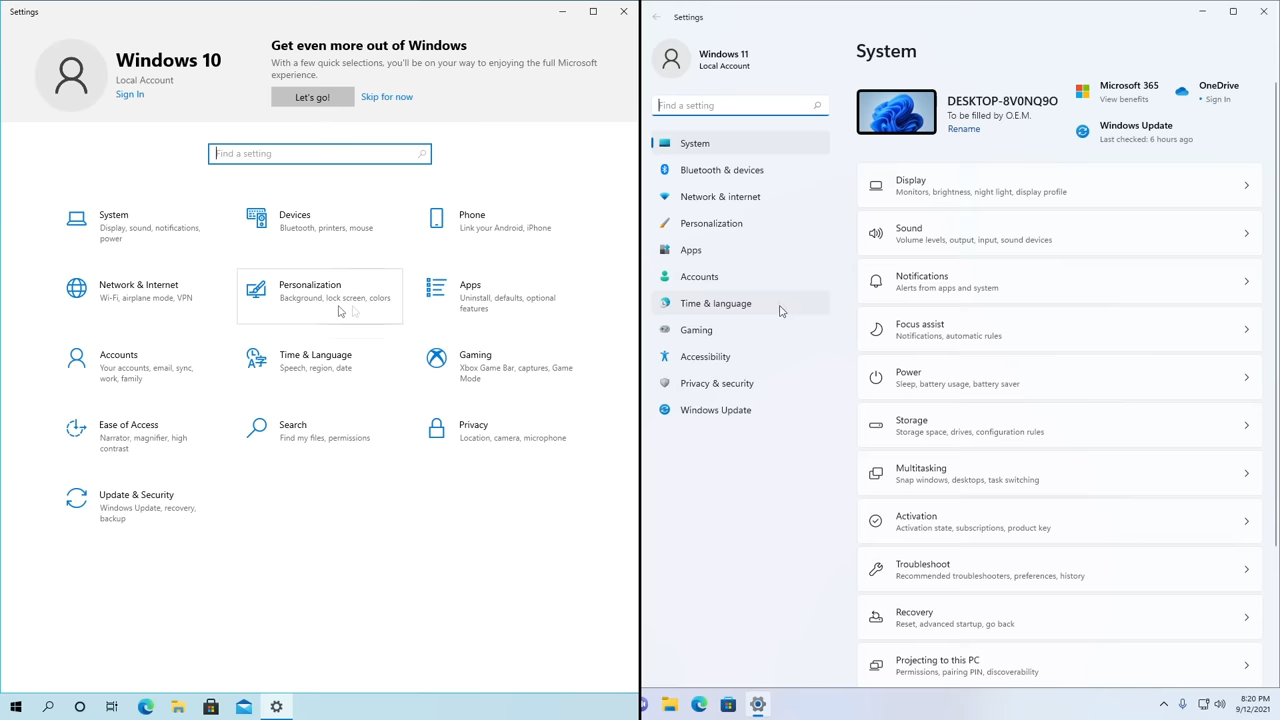 Settings
Windows 10
Local Account
Sign In
Get even more out of Windows
With a few quick selections, you'll be on your way to enjoying the full Microsoft
experience.
Let's go!
Skip for now
Find a setting
System
Display, sound, notifications,
power
Devices
Bluetooth, printers, mouse
Phone
Link your Android, iPhone
Network & Internet
Wi-Fi, airplane mode, VPN
Personalization
Background, lock screen, colors
Apps
Uninstall, defaults, optional
features
Accounts
Your accounts, email, sync,
work, family
Time & Language
Speech, region, date
Gaming
Xbox Game Bar, captures, Game
Mode
Ease of Access
Narrator, magnifier, high
contrast
Search
Find my files, permissions
Privacy
Location, camera, microphone
Update & Security
Windows Update, recovery,
backup
Settings
Windows 11
Local Account
Find a setting
System
Bluetooth & devices
Network & internet
Personalization
Apps
Accounts
Time & language
Gaming
Accessibility
Privacy & security
Windows Update
System
DESKTOP-8V0NQ9O
To be filled by O.E.M.
Rename
Microsoft 365
View benefits
OneDrive
• Sign In
Windows Update
Last checked: 6 hours ago
Display
Monitors, brightness, night light, display profile
Sound
Volume levels, output, input, sound devices
Notifications
Alerts from apps and system
Focus assist
Notifications, automatic rules
Power
Sleep, battery usage, battery saver
Storage
Storage space, drives, configuration rules
Multitasking
Snap windows, desktops, task switching
Activation
Activation state, subscriptions, product key
Troubleshoot
Recommended troubleshooters, preferences, history
Recovery
Reset, advanced startup, go back
Projecting to this PC
Permissions, pairing PIN, discoverability
8:20 PM
9/12/2021